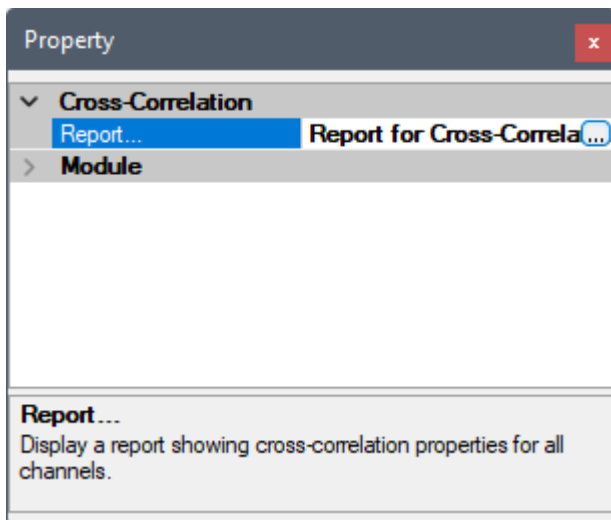 Property
x
Cross-Correlation
Report... Report for Cross-Correla ...
Module
Report...
Display a report showing cross-correlation properties for all
channels.